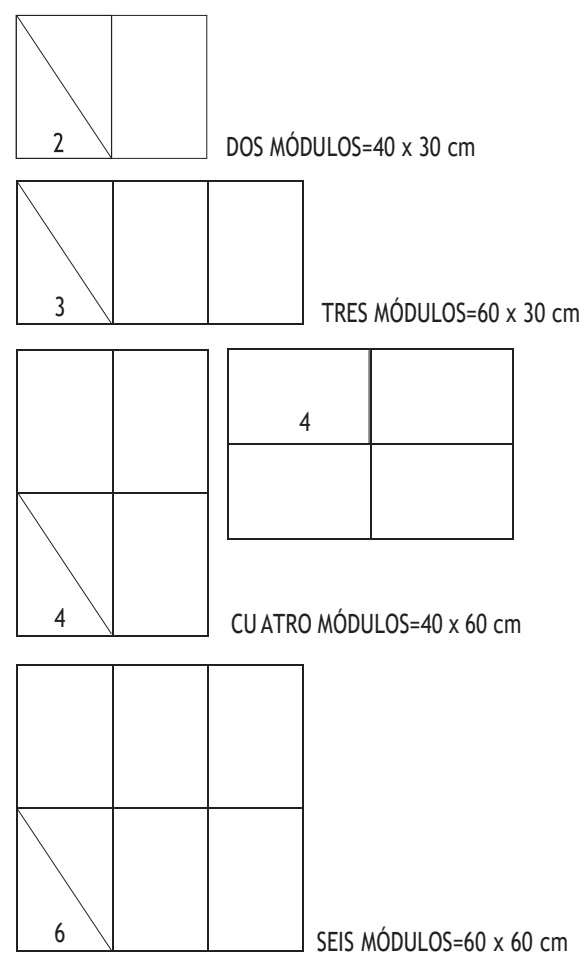 2
DOS MÓDULOS=40 x 30 cm
3
TRES MÓDULOS=60 x 30 cm
4
4
CU ATRO MÓDULOS=40 x 60 cm
6
SEIS MÓDULOS=60 x 60 cm